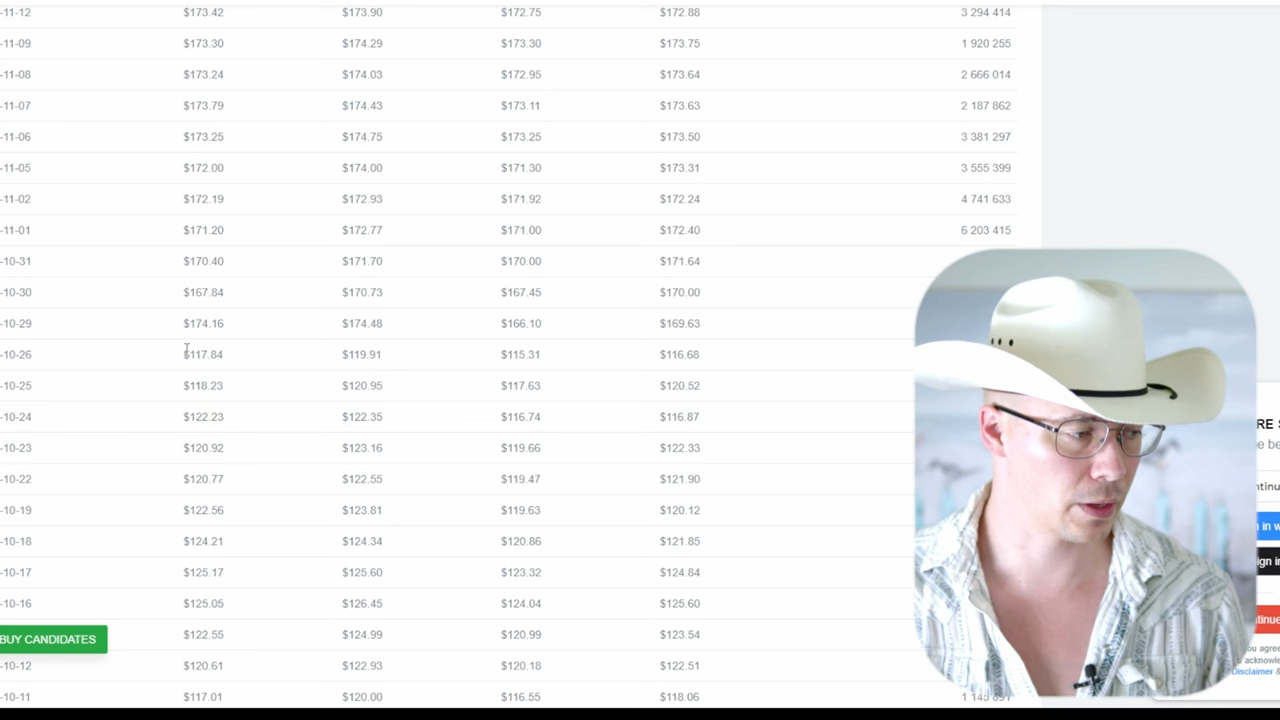 -11-12 $173.42 $173.90 $172.75 $172.88 3 294 414
-11-09 $173.30 $174.29 $173.30 $173.75 1 920 255
-11-08 $173.24 $174.03 $172.95 $173.64 2 666 014
-11-07 $173.79 $174.43 $173.11 $173.63 2 187 862
-11-06 $173.25 $174.75 $173.25 $173.50 3 381 297
-11-05 $172.00 $174.00 $171.30 $173.31 3 555 399
-11-02 $172.19 $172.93 $171.92 $172.24 4 741 633
-11-01 $171.20 $172.77 $171.00 $172.40 6 203 415
-10-31 $170.40 $171.70 $170.00 $171.64
-10-30 $167.84 $170.73 $167.45 $170.00
-10-29 $174.16 $174.48 $166.10 $169.63
-10-26 $117.84 $119.91 $115.31 $116.68
-10-25 $118.23 $120.95 $117.63 $120.52
-10-24 $122.23 $122.35 $116.74 $116.87
-10-23 $120.92 $123.16 $119.66 $122.33
-10-22 $120.77 $122.55 $119.47 $121.90
-10-19 $122.56 $123.81 $119.63 $120.12
-10-18 $124.21 $124.34 $120.86 $121.85
-10-17 $125.17 $125.60 $123.32 $124.84
-10-16 $125.05 $126.45 $124.04 $125.60
BUY CANDIDATES $122.55 $124.99 $120.99 $123.54
-10-12 $120.61 $122.93 $120.18 $122.51
-10-11 $117.01 $120.00 $116.55 $118.06
RE S
e be
ntinu
in w
ign i
ntinue
ou agree
acknowle
Disclaimer &